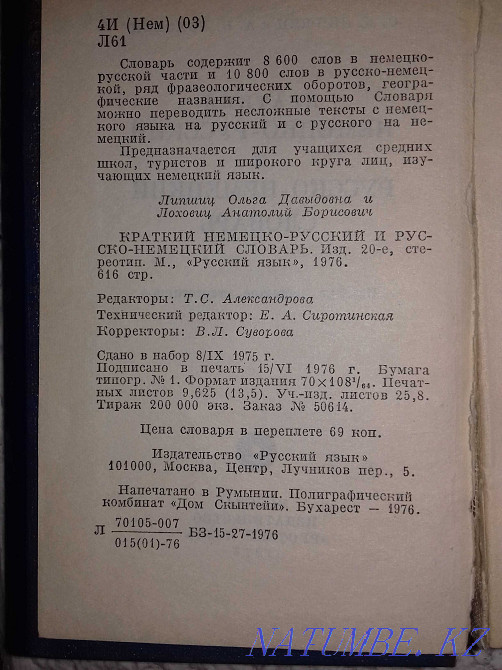 4И (Нем) (03)
Л61
Словарь содержит 8 600 слов в немецко-
русской части и 10 800 слов в русско-немец-
кой, ряд фразеологических оборотов, геогра-
фические названия. С помощью Словаря
можно переводить несложные тексты с немец-
кого языка на русский и с русского на не-
мецкий.
Предназначается для учащихся средних
школ, туристов и широкого круга лиц, изу-
чающих немецкий язык.
Липшиц Ольга Давыдовна и
Лоховиц Анатолий Борисович
КРАТКИЙ НЕМЕЦКО-РУССКИЙ И РУС-
СКО-НЕМЕЦКИЙ СЛОВАРЬ. Изд. 20-е, сте-
реотип. М., «Русский язык», 1976.
616 стр.
Редакторы: Т. С. Александрова
Технический редактор: Е. А. Сиротинская
Корректоры: В. Л. Суворова
Сдано в набор 8/IX 1975 г.
Подписано в печать 15/VI 1976 г. Бумага
типогр. № 1. Формат издания 70×108¹/₆₄. Печат-
ных листов 9,625 (13,5). Уч.-изд. листов 25,8.
Тираж 200 000 экз. Заказ № 50614.
Цена словаря в переплете 69 коп.
Издательство «Русский язык»
101000, Москва, Центр, Лучников пер., 5.
Напечатано в Румынии. Полиграфический
комбинат «Дом Скынтейи». Бухарест — 1976.
Л 70105-007 БЗ-15-27-1976
015(01)-76
NATUMBE.KZ